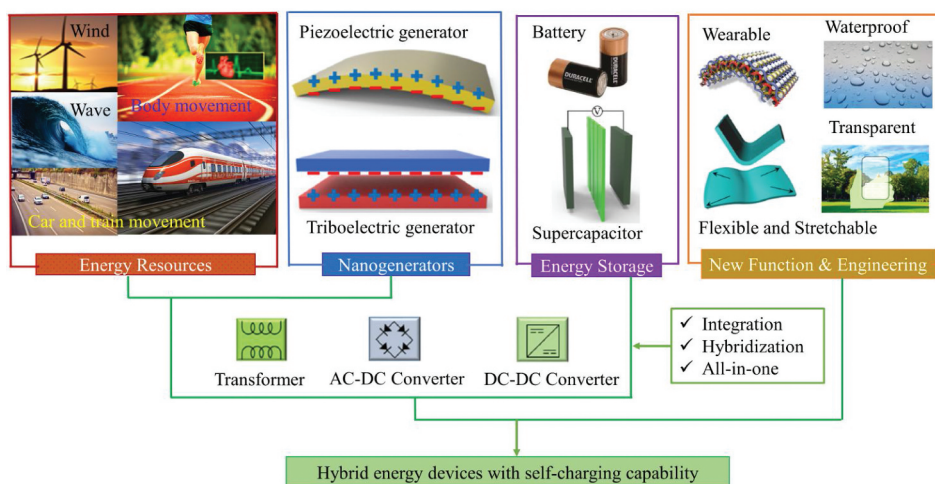 Wind
Body movement
Wave
Car and train movement
Energy Resources
Piezoelectric generator
Triboelectric generator
Nanogenerators
Battery
DURACELL
DURACELL
V
Supercapacitor
Energy Storage
Wearable
Waterproof
Transparent
Flexible and Stretchable
New Function & Engineering
Transformer
AC-DC Converter
DC-DC Converter
✓ Integration
✓ Hybridization
✓ All-in-one
Hybrid energy devices with self-charging capability